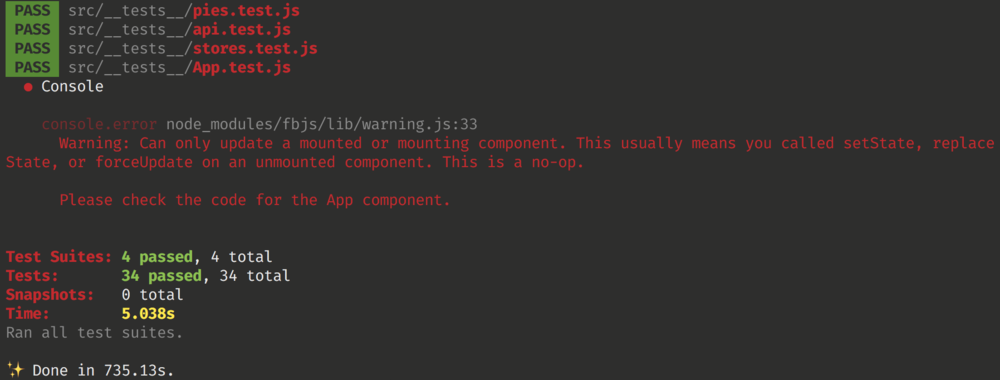 PASS src/__tests__/pies.test.js
PASS src/__tests__/api.test.js
PASS src/__tests__/stores.test.js
PASS src/__tests__/App.test.js
● Console
console.error node_modules/fbjs/lib/warning.js:33
Warning: Can only update a mounted or mounting component. This usually means you called setState, replace
State, or forceUpdate on an unmounted component. This is a no-op.
Please check the code for the App component.
Test Suites: 4 passed, 4 total
Tests: 34 passed, 34 total
Snapshots: 0 total
Time: 5.038s
Ran all test suites.
✨ Done in 735.13s.